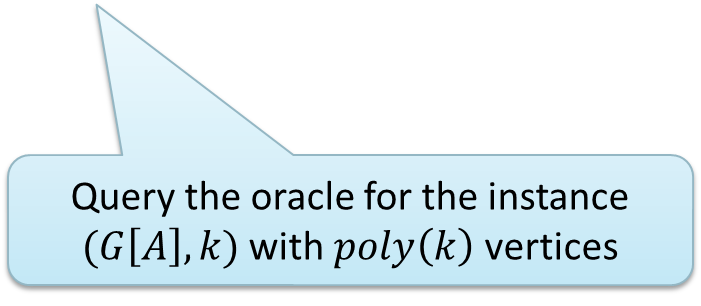 Query the oracle for the instance
(G[A], k) with poly(k) vertices